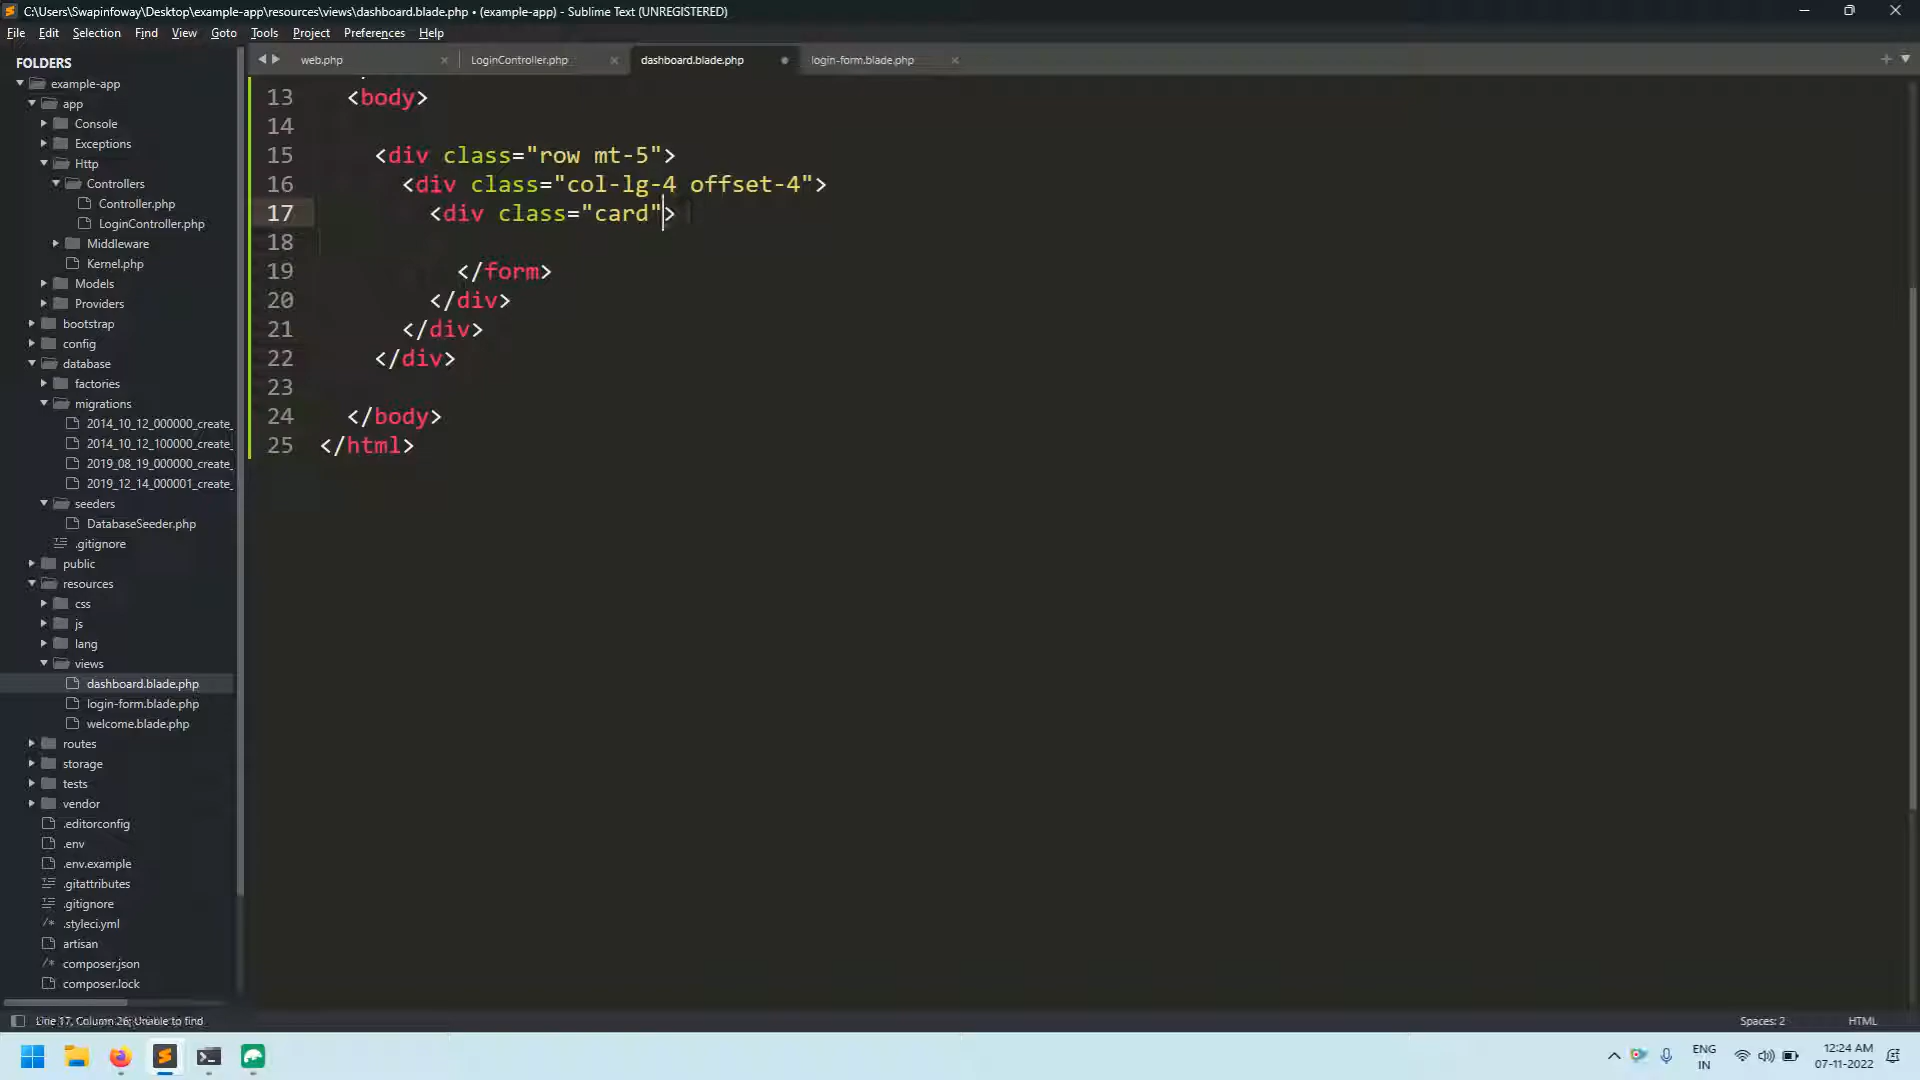 C:\Users\Swapinfoway\Desktop\example-app\resources\views\dashboard.blade.php • (example-app) - Sublime Text (UNREGISTERED)
File Edit Selection Find View Goto Tools Project Preferences Help
FOLDERS
example-app
app
Console
Exceptions
Http
Controllers
Controller.php
LoginController.php
Middleware
Kernel.php
Models
Providers
bootstrap
config
database
factories
migrations
2014_10_12_000000_create_
2014_10_12_100000_create_
2019_08_19_000000_create_
2019_12_14_000001_create_
seeders
DatabaseSeeder.php
.gitignore
public
resources
css
js
lang
views
dashboard.blade.php
login-form.blade.php
welcome.blade.php
routes
storage
tests
vendor
.editorconfig
.env
.env.example
.gitattributes
.gitignore
.styleci.yml
artisan
composer.json
composer.lock
web.php LoginController.php dashboard.blade.php login-form.blade.php
13 <body>
14
15 <div class="row mt-5">
16 <div class="col-lg-4 offset-4">
17 <div class="card">
18
19 </form>
20 </div>
21 </div>
22 </div>
23
24 </body>
25 </html>
Line 17, Column 26; Unable to find
Spaces: 2 HTML
ENG
IN
12:24 AM
07-11-2022